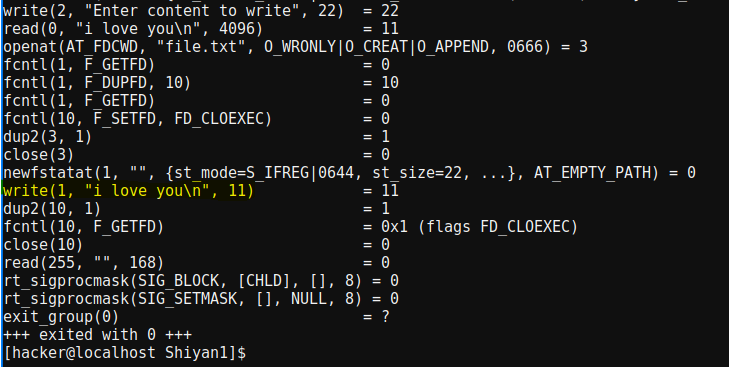 write(2, "Enter content to write", 22)  = 22
read(0, "i love you\n", 4096)           = 11
openat(AT_FDCWD, "file.txt", O_WRONLY|O_CREAT|O_APPEND, 0666) = 3
fcntl(1, F_GETFD)                       = 0
fcntl(1, F_DUPFD, 10)                   = 10
fcntl(1, F_GETFD)                       = 0
fcntl(10, F_SETFD, FD_CLOEXEC)          = 0
dup2(3, 1)                              = 1
close(3)                                = 0
newfstatat(1, "", {st_mode=S_IFREG|0644, st_size=22, ...}, AT_EMPTY_PATH) = 0
write(1, "i love you\n", 11)            = 11
dup2(10, 1)                             = 1
fcntl(10, F_GETFD)                      = 0x1 (flags FD_CLOEXEC)
close(10)                               = 0
read(255, "", 168)                      = 0
rt_sigprocmask(SIG_BLOCK, [CHLD], [], 8) = 0
rt_sigprocmask(SIG_SETMASK, [], NULL, 8) = 0
exit_group(0)                           = ?
+++ exited with 0 +++
[hacker@localhost Shiyan1]$